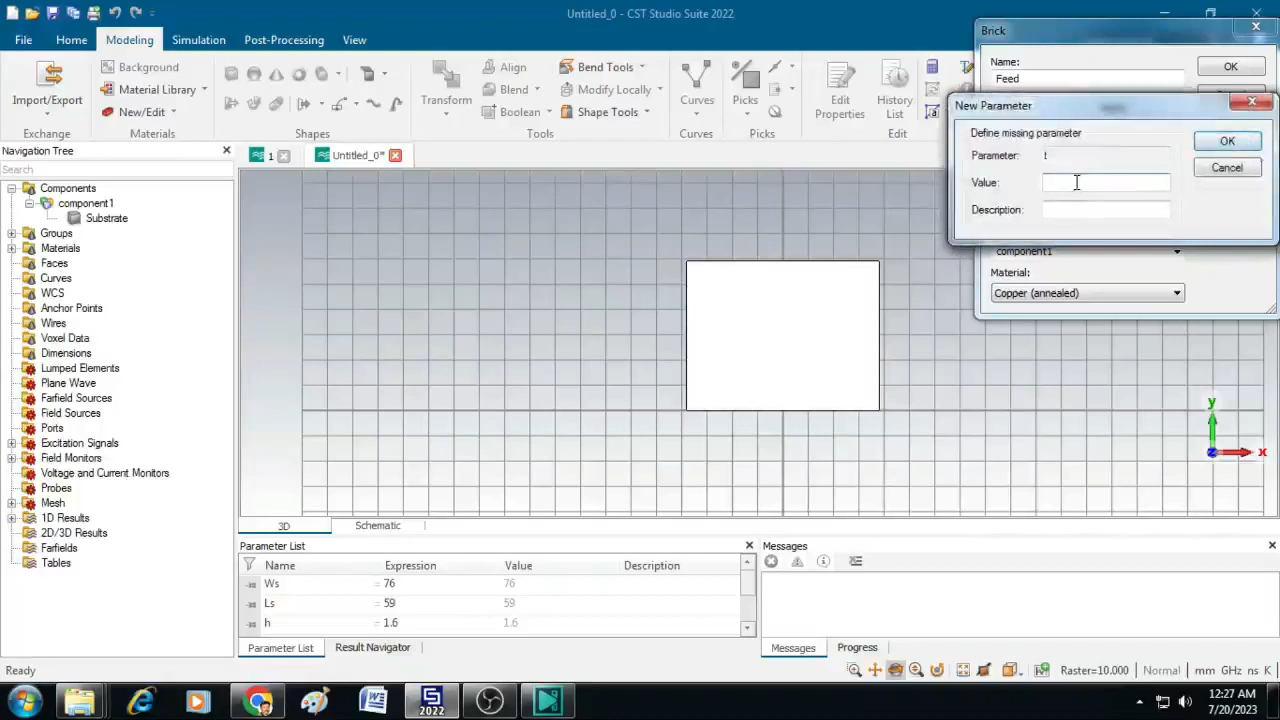 Untitled_0 - CST Studio Suite 2022
File
Home
Modeling
Simulation
Post-Processing
View
Import/Export
Exchange
Background
Material Library
New/Edit
Materials
Shapes
Transform
Align
Blend
Boolean
Bend Tools
Modify Locally
Shape Tools
Tools
Curves
Curves
Picks
Picks
Edit
Properties
History
List
Edit
Brick
Name:
OK
Feed
New Parameter
Define missing parameter
Parameter:
t
OK
Value:
Cancel
Description:
component1
Material:
Copper (annealed)
Navigation Tree
Search
1
Untitled_0*
Components
component1
Substrate
Groups
Materials
Faces
Curves
WCS
Anchor Points
Wires
Voxel Data
Dimensions
Lumped Elements
Plane Wave
Farfield Sources
Field Sources
Ports
Excitation Signals
Field Monitors
Voltage and Current Monitors
Probes
Mesh
1D Results
2D/3D Results
Farfields
Tables
y
x
z
3D
Schematic
Parameter List
Name
Expression
Value
Description
Ws
= 76
76
Ls
= 59
59
h
= 1.6
1.6
Parameter List
Result Navigator
Messages
Messages
Progress
Ready
Raster=10.000
Normal
mm GHz ns K
2022
12:27 AM
7/20/2023